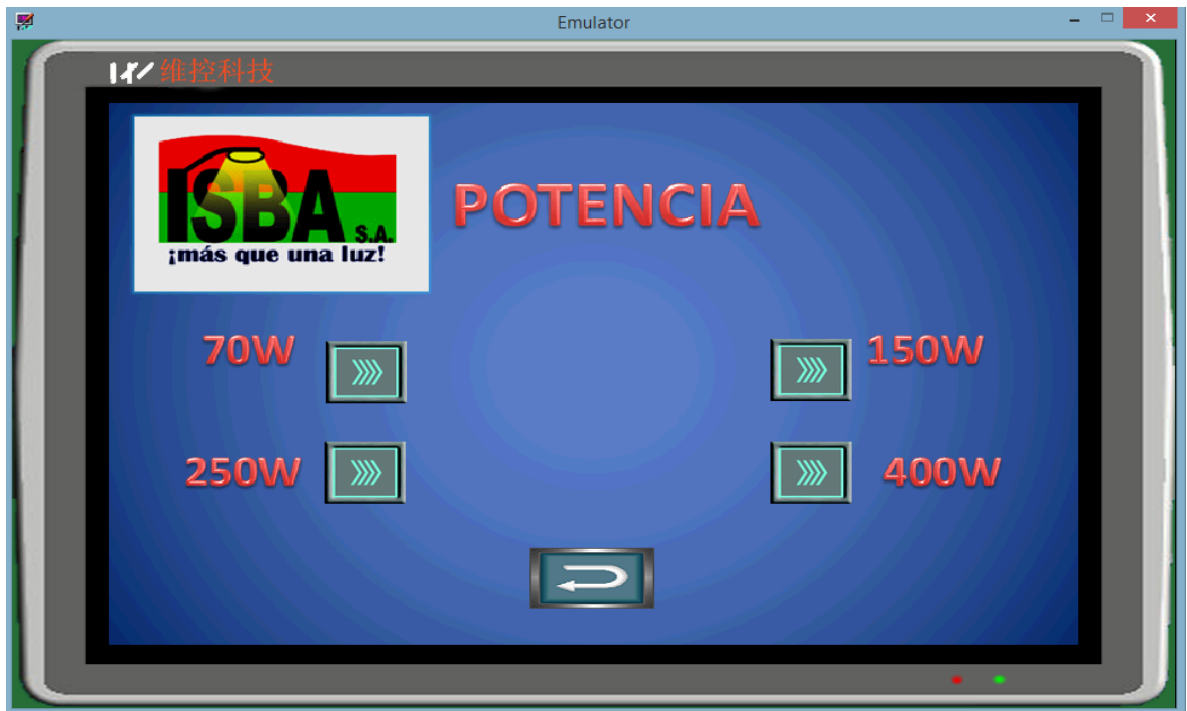 Emulator
维控科技
ISBA S.A.
¡más que una luz!
POTENCIA
70W
150W
250W
400W